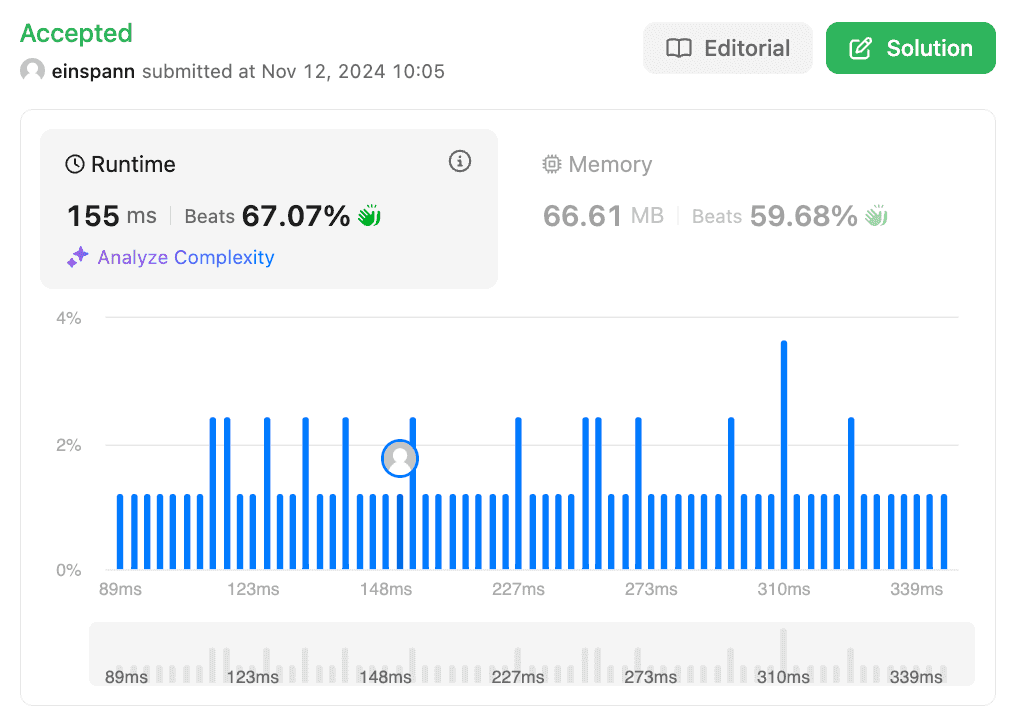 Accepted
einspann submitted at Nov 12, 2024 10:05
Editorial
Solution
Runtime
155 ms Beats 67.07%
Analyze Complexity
Memory
66.61 MB Beats 59.68%
4%
2%
0%
89ms 123ms 148ms 227ms 273ms 310ms 339ms
89ms 123ms 148ms 227ms 273ms 310ms 339ms